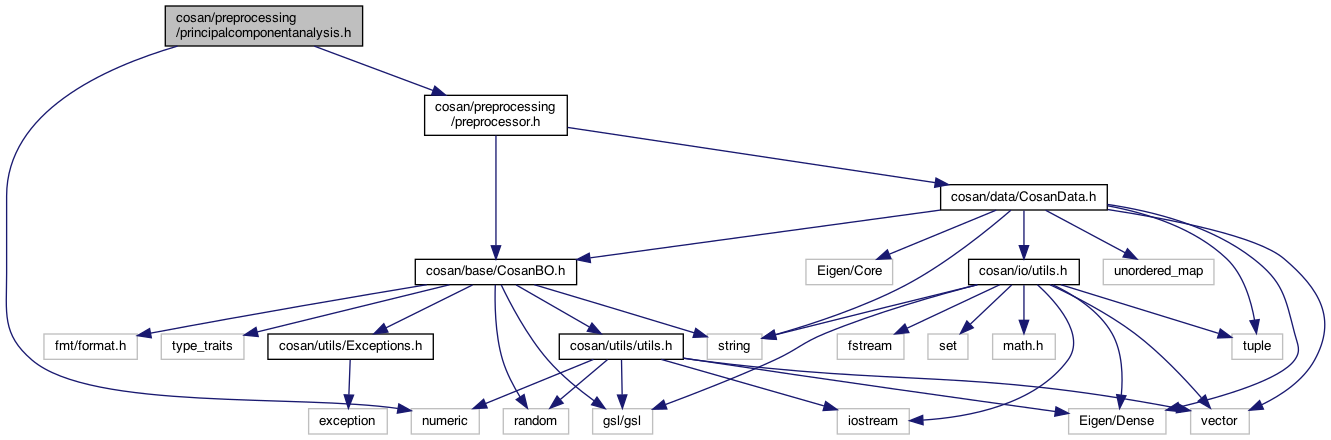 cosan/preprocessing
/principalcomponentanalysis.h
cosan/preprocessing
/preprocessor.h
cosan/data/CosanData.h
cosan/base/CosanBO.h
Eigen/Core
cosan/io/utils.h
unordered_map
fmt/format.h
type_traits
cosan/utils/Exceptions.h
cosan/utils/utils.h
string
fstream
set
math.h
tuple
exception
numeric
random
gsl/gsl
iostream
Eigen/Dense
vector